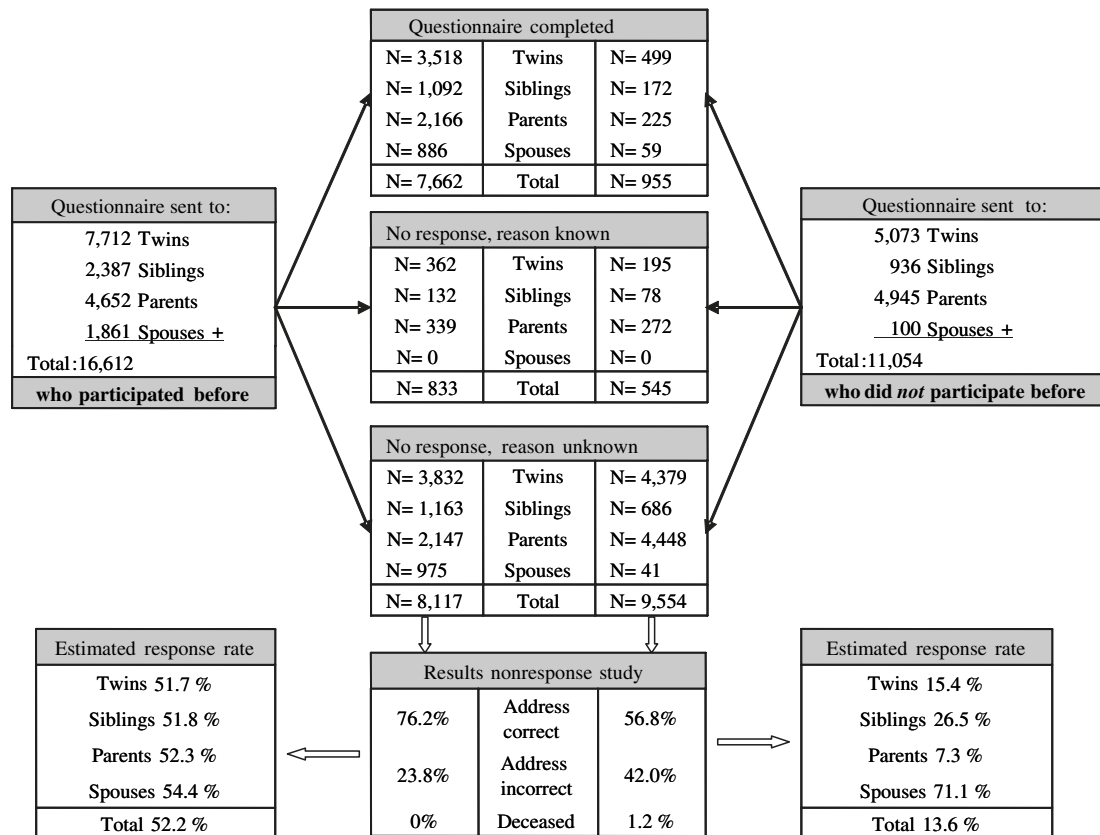 Questionnaire completed
N= 3,518 Twins N= 499
N= 1,092 Siblings N= 172
N= 2,166 Parents N= 225
N= 886 Spouses N= 59
N= 7,662 Total N= 955
Questionnaire sent to:
7,712 Twins
2,387 Siblings
4,652 Parents
1,861 Spouses +
Total:16,612
who participated before
No response, reason known
N= 362 Twins N= 195
N= 132 Siblings N= 78
N= 339 Parents N= 272
N= 0 Spouses N= 0
N= 833 Total N= 545
Questionnaire sent to:
5,073 Twins
936 Siblings
4,945 Parents
100 Spouses +
Total:11,054
who did not participate before
No response, reason unknown
N= 3,832 Twins N= 4,379
N= 1,163 Siblings N= 686
N= 2,147 Parents N= 4,448
N= 975 Spouses N= 41
N= 8,117 Total N= 9,554
Estimated response rate
Twins 51.7 %
Siblings 51.8 %
Parents 52.3 %
Spouses 54.4 %
Total 52.2 %
Results nonresponse study
76.2% Address correct 56.8%
23.8% Address incorrect 42.0%
0% Deceased 1.2 %
Estimated response rate
Twins 15.4 %
Siblings 26.5 %
Parents 7.3 %
Spouses 71.1 %
Total 13.6 %